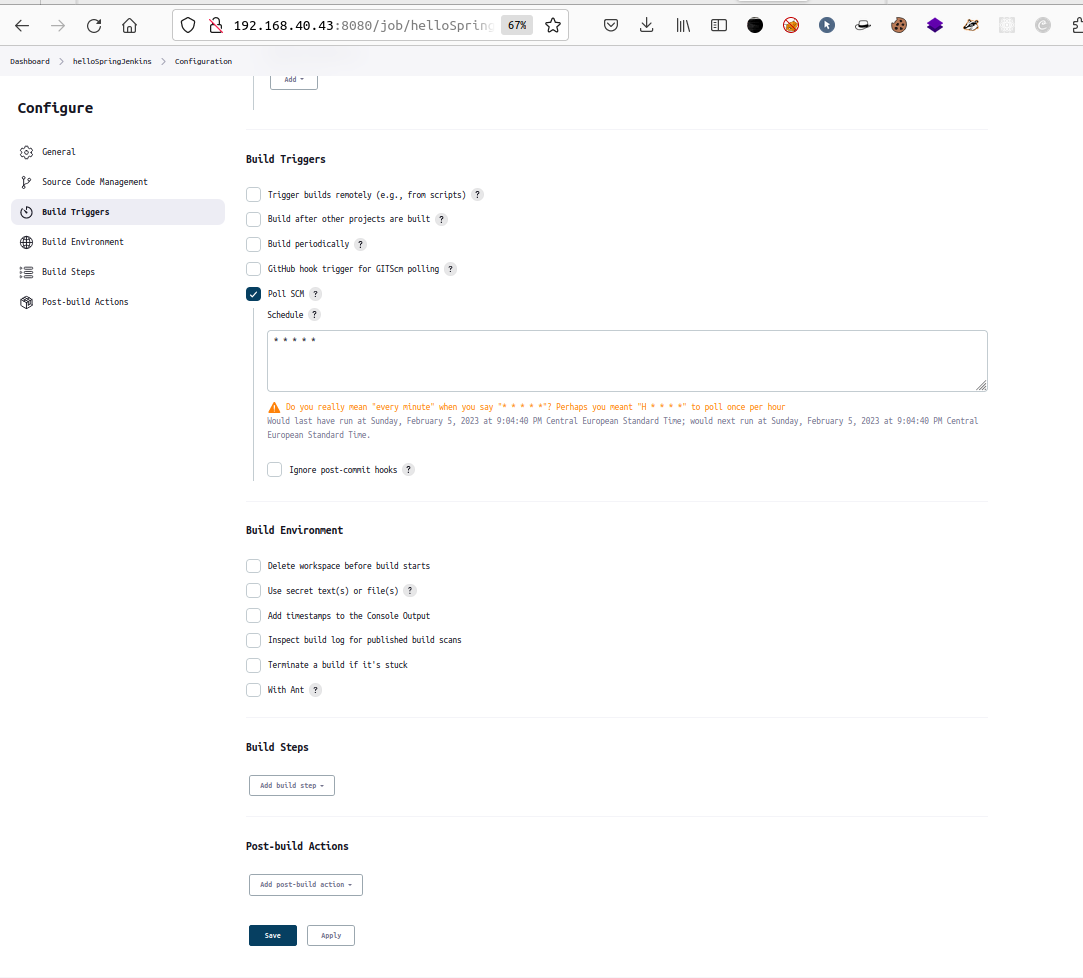 192.168.40.43:8080/job/helloSpring
67%
Dashboard > helloSpringJenkins > Configuration
Add
Configure
General
Source Code Management
Build Triggers
Build Environment
Build Steps
Post-build Actions
Build Triggers
Trigger builds remotely (e.g., from scripts) ?
Build after other projects are built ?
Build periodically ?
GitHub hook trigger for GITScm polling ?
Poll SCM ?
Schedule ?
* * * * *
Do you really mean "every minute" when you say "* * * * *"? Perhaps you meant "H * * * *" to poll once per hour
Would last have run at Sunday, February 5, 2023 at 9:04:40 PM Central European Standard Time; would next run at Sunday, February 5, 2023 at 9:04:40 PM Central
European Standard Time.
Ignore post-commit hooks ?
Build Environment
Delete workspace before build starts
Use secret text(s) or file(s) ?
Add timestamps to the Console Output
Inspect build log for published build scans
Terminate a build if it's stuck
With Ant ?
Build Steps
Add build step
Post-build Actions
Add post-build action
Save
Apply